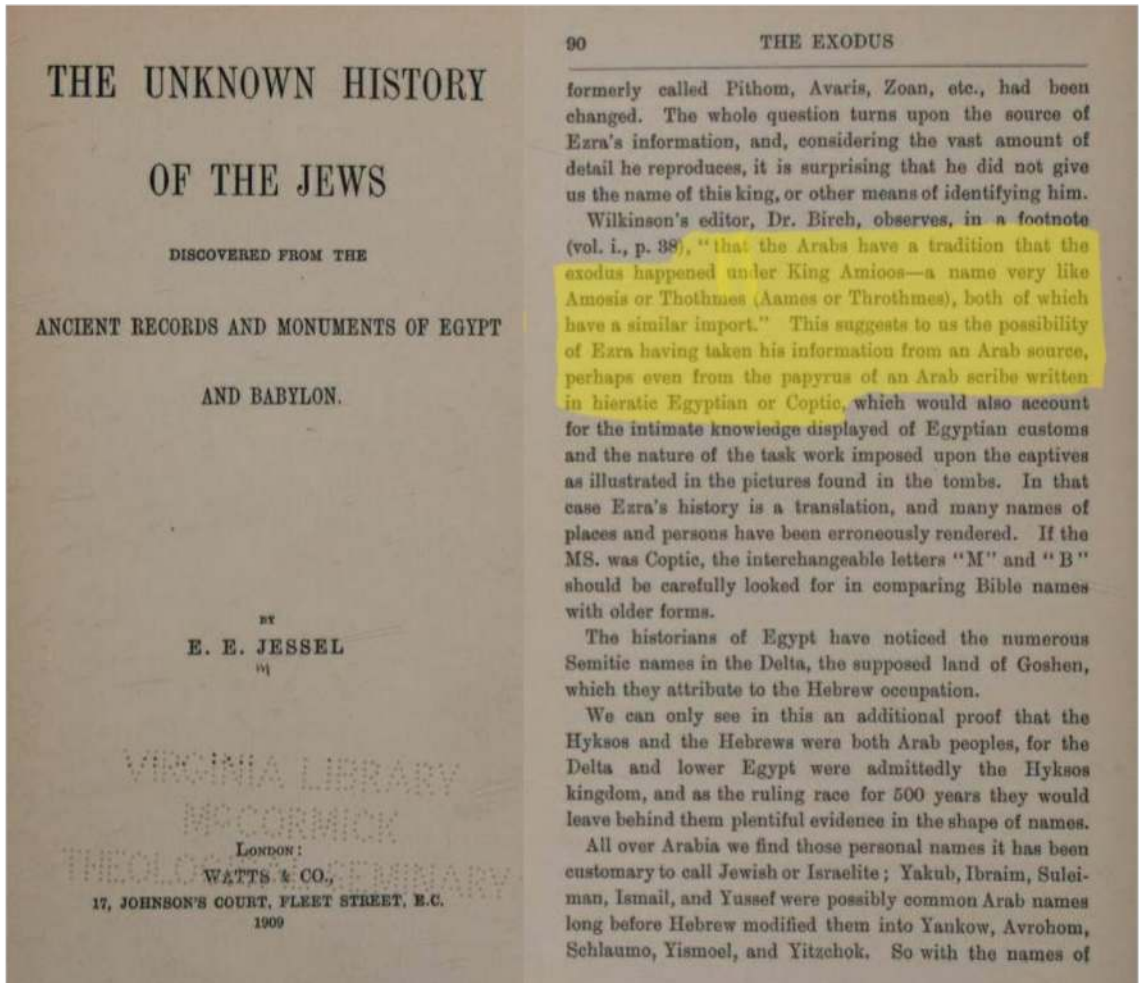 THE UNKNOWN HISTORY
OF THE JEWS
DISCOVERED FROM THE
ANCIENT RECORDS AND MONUMENTS OF EGYPT
AND BABYLON.
BY
E. E. JESSEL
M
VIRGINIA LIBRARY
McCORMICK
THEOLOGICAL SEMINARY
LONDON:
WATTS & CO.,
17, JOHNSON'S COURT, FLEET STREET, E.C.
1909
90 THE EXODUS
formerly called Pithom, Avaris, Zoan, etc., had been
changed. The whole question turns upon the source of
Ezra's information, and, considering the vast amount of
detail he reproduces, it is surprising that he did not give
us the name of this king, or other means of identifying him.
Wilkinson's editor, Dr. Birch, observes, in a footnote
(vol. i., p. 38), "that the Arabs have a tradition that the
exodus happened under King Amioos—a name very like
Amosis or Thothmes (Aames or Throthmes), both of which
have a similar import." This suggests to us the possibility
of Ezra having taken his information from an Arab source,
perhaps even from the papyrus of an Arab scribe written
in hieratic Egyptian or Coptic, which would also account
for the intimate knowledge displayed of Egyptian customs
and the nature of the task work imposed upon the captives
as illustrated in the pictures found in the tombs. In that
case Ezra's history is a translation, and many names of
places and persons have been erroneously rendered. If the
MS. was Coptic, the interchangeable letters "M" and "B"
should be carefully looked for in comparing Bible names
with older forms.
The historians of Egypt have noticed the numerous
Semitic names in the Delta, the supposed land of Goshen,
which they attribute to the Hebrew occupation.
We can only see in this an additional proof that the
Hyksos and the Hebrews were both Arab peoples, for the
Delta and lower Egypt were admittedly the Hyksos
kingdom, and as the ruling race for 500 years they would
leave behind them plentiful evidence in the shape of names.
All over Arabia we find those personal names it has been
customary to call Jewish or Israelite; Yakub, Ibraim, Sulei-
man, Ismail, and Yussef were possibly common Arab names
long before Hebrew modified them into Yankow, Avrohom,
Schlaumo, Yismoel, and Yitzchok. So with the names of